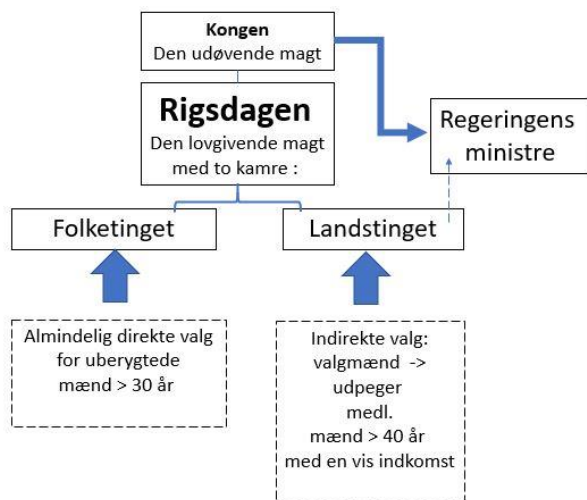 Kongen
Den udøvende magt
Rigsdagen
Den lovgivende magt
med to kamre :
Regeringens
ministre
Folketinget
Landstinget
Almindelig direkte valg
for uberygtede
mænd > 30 år
Indirekte valg:
valgmænd ->
udpeger
medl.
mænd > 40 år
med en vis indkomst